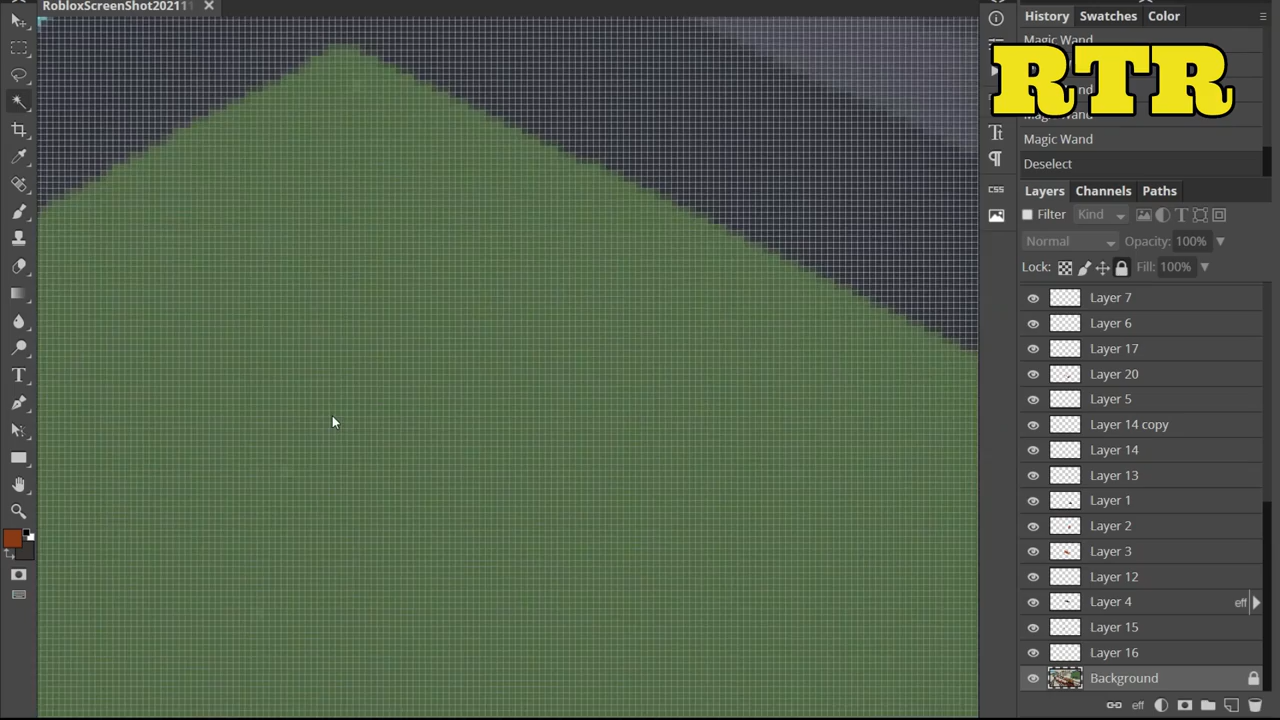 RobloxScreenShot20211
History Swatches Color
Magic Wand
RTR
Magic Wand
Magic Wand
Deselect
CSS
Layers Channels Paths
Filter Kind
Normal Opacity: 100%
Lock: Fill: 100%
Layer 7
Layer 6
Layer 17
Layer 20
Layer 5
Layer 14 copy
Layer 14
Layer 13
Layer 1
Layer 2
Layer 3
Layer 12
Layer 4 eff
Layer 15
Layer 16
Background
eff